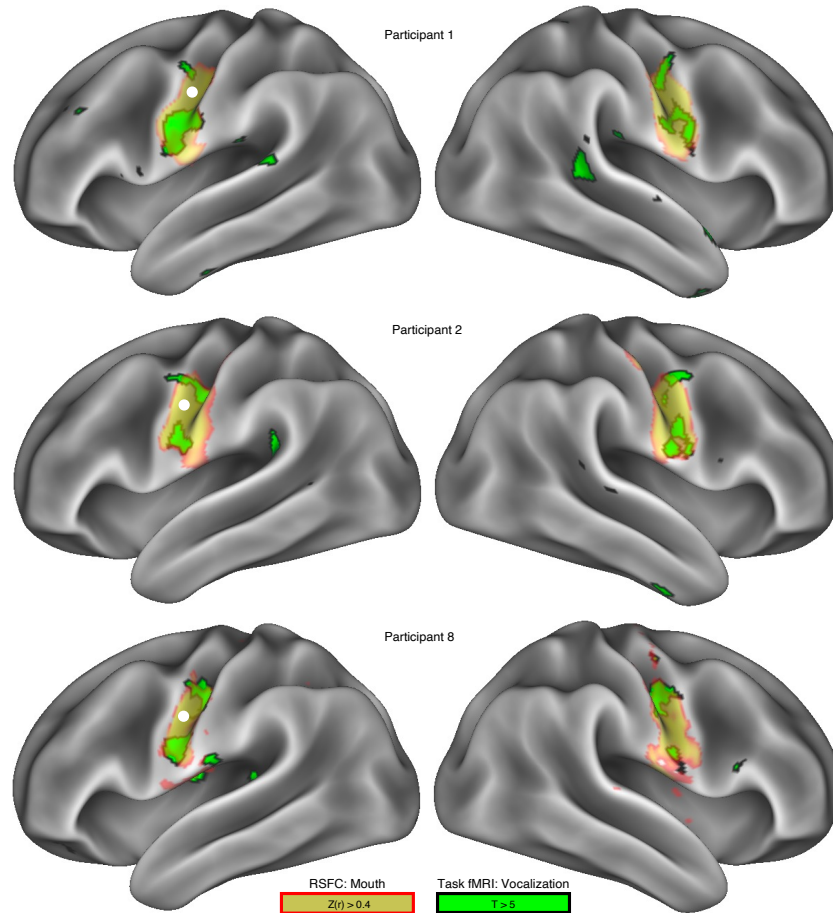 Participant 1
Participant 2
Participant 8
RSFC: Mouth
Task fMRI: Vocalization
Z(r) > 0.4
T > 5